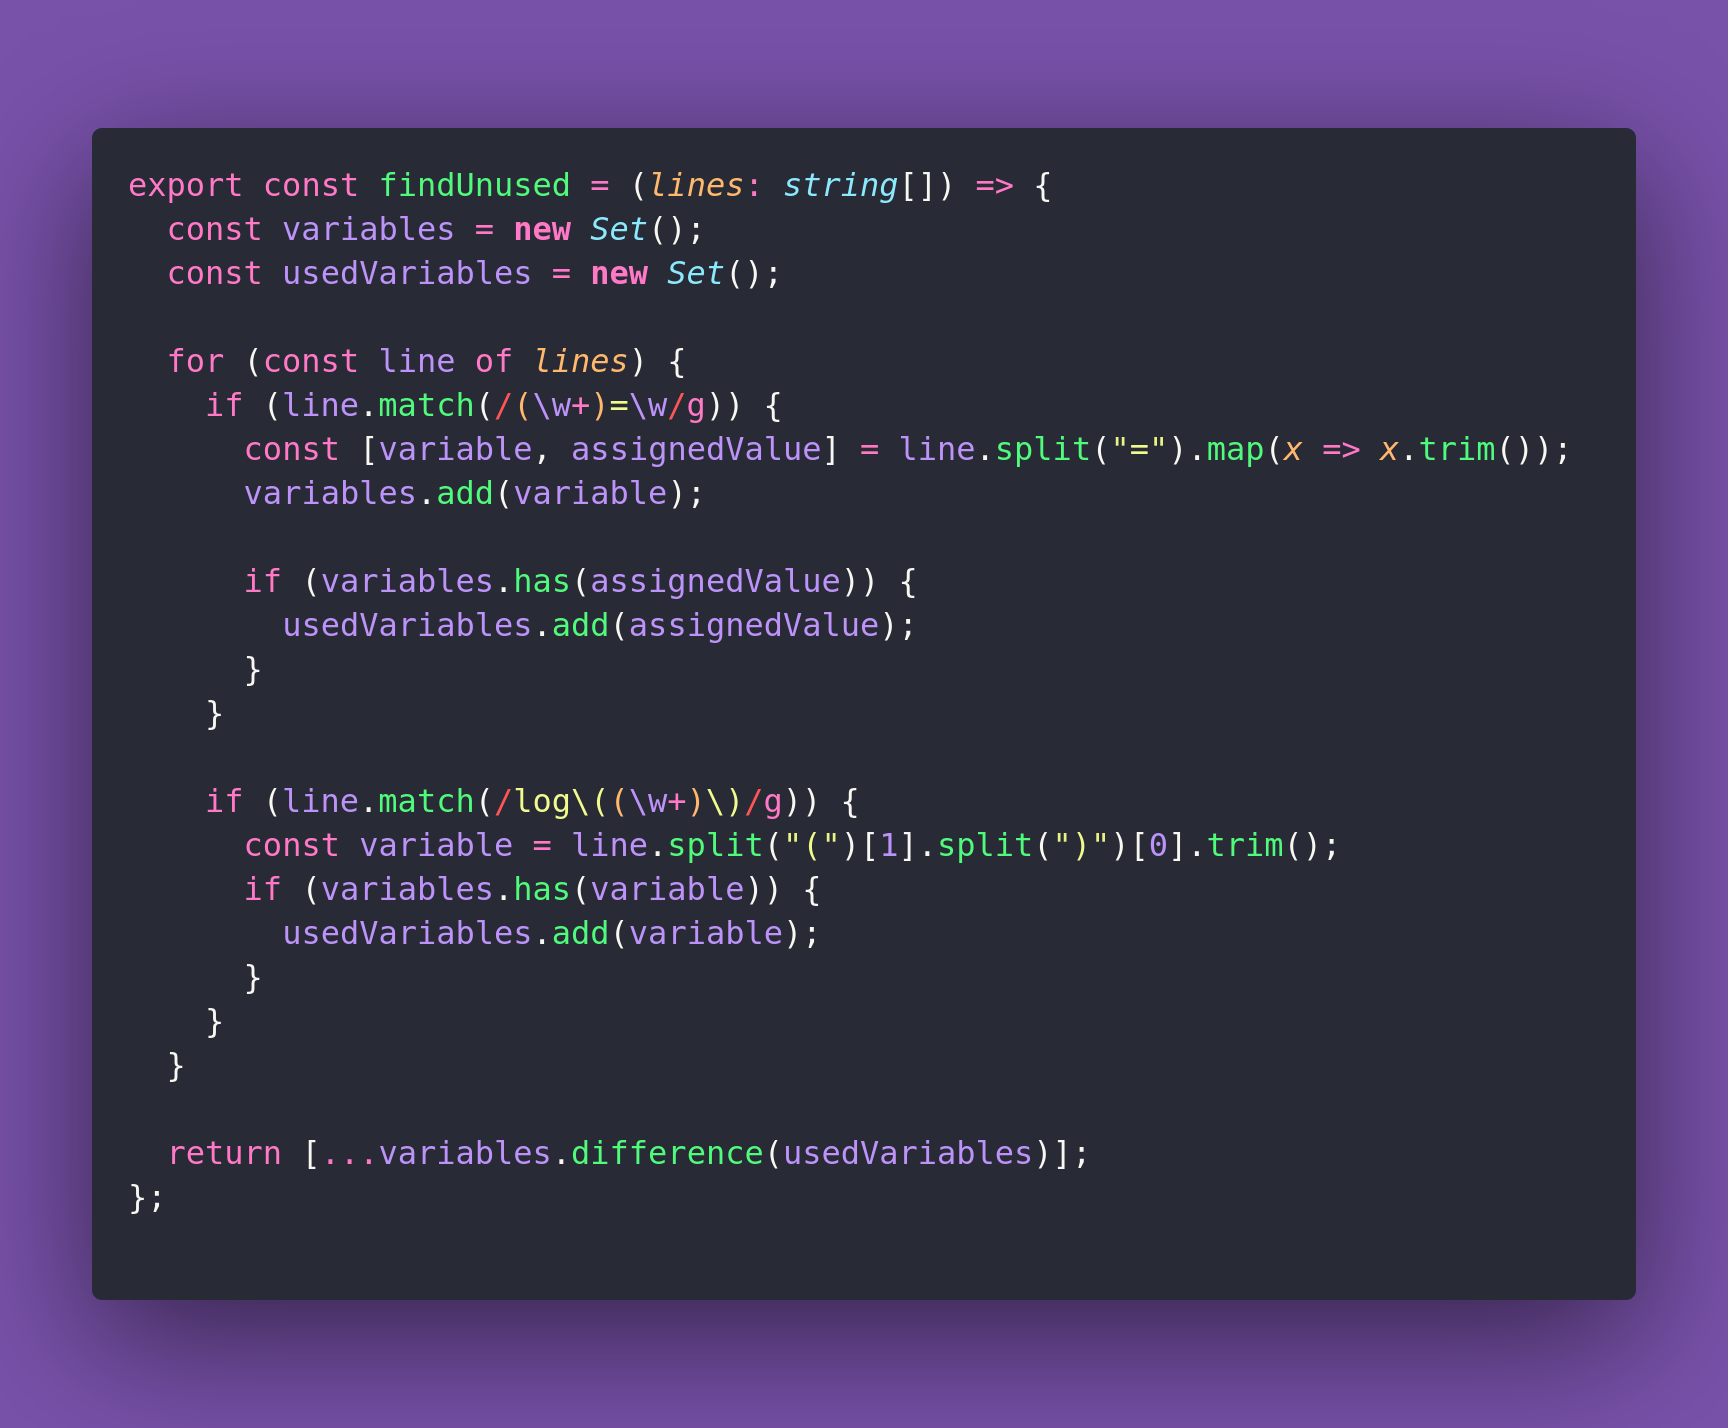 export const findUnused = (lines: string[]) => {
  const variables = new Set();
  const usedVariables = new Set();

  for (const line of lines) {
    if (line.match(/(\w+)=\w/g)) {
      const [variable, assignedValue] = line.split("=").map(x => x.trim());
      variables.add(variable);

      if (variables.has(assignedValue)) {
        usedVariables.add(assignedValue);
      }
    }

    if (line.match(/log\((\w+)\)/g)) {
      const variable = line.split("(")[1].split(")")[0].trim();
      if (variables.has(variable)) {
        usedVariables.add(variable);
      }
    }
  }

  return [...variables.difference(usedVariables)];
};